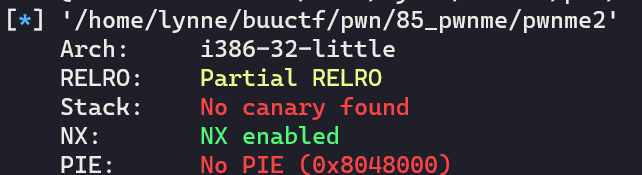 [*] '/home/lynne/buuctf/pwn/85_pwnme/pwnme2'
Arch: i386-32-little
RELRO: Partial RELRO
Stack: No canary found
NX: NX enabled
PIE: No PIE (0x8048000)